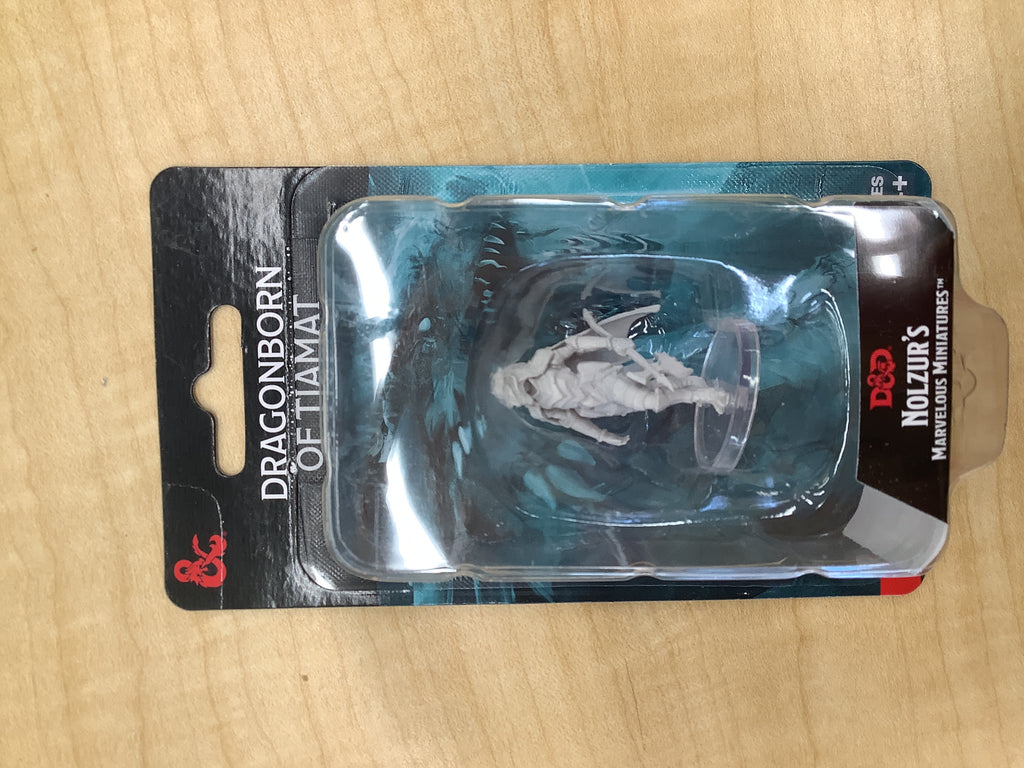 DRAGONBORN
OF TIAMAT
D&D
NOLZUR'S
MARVELOUS MINIATURES™